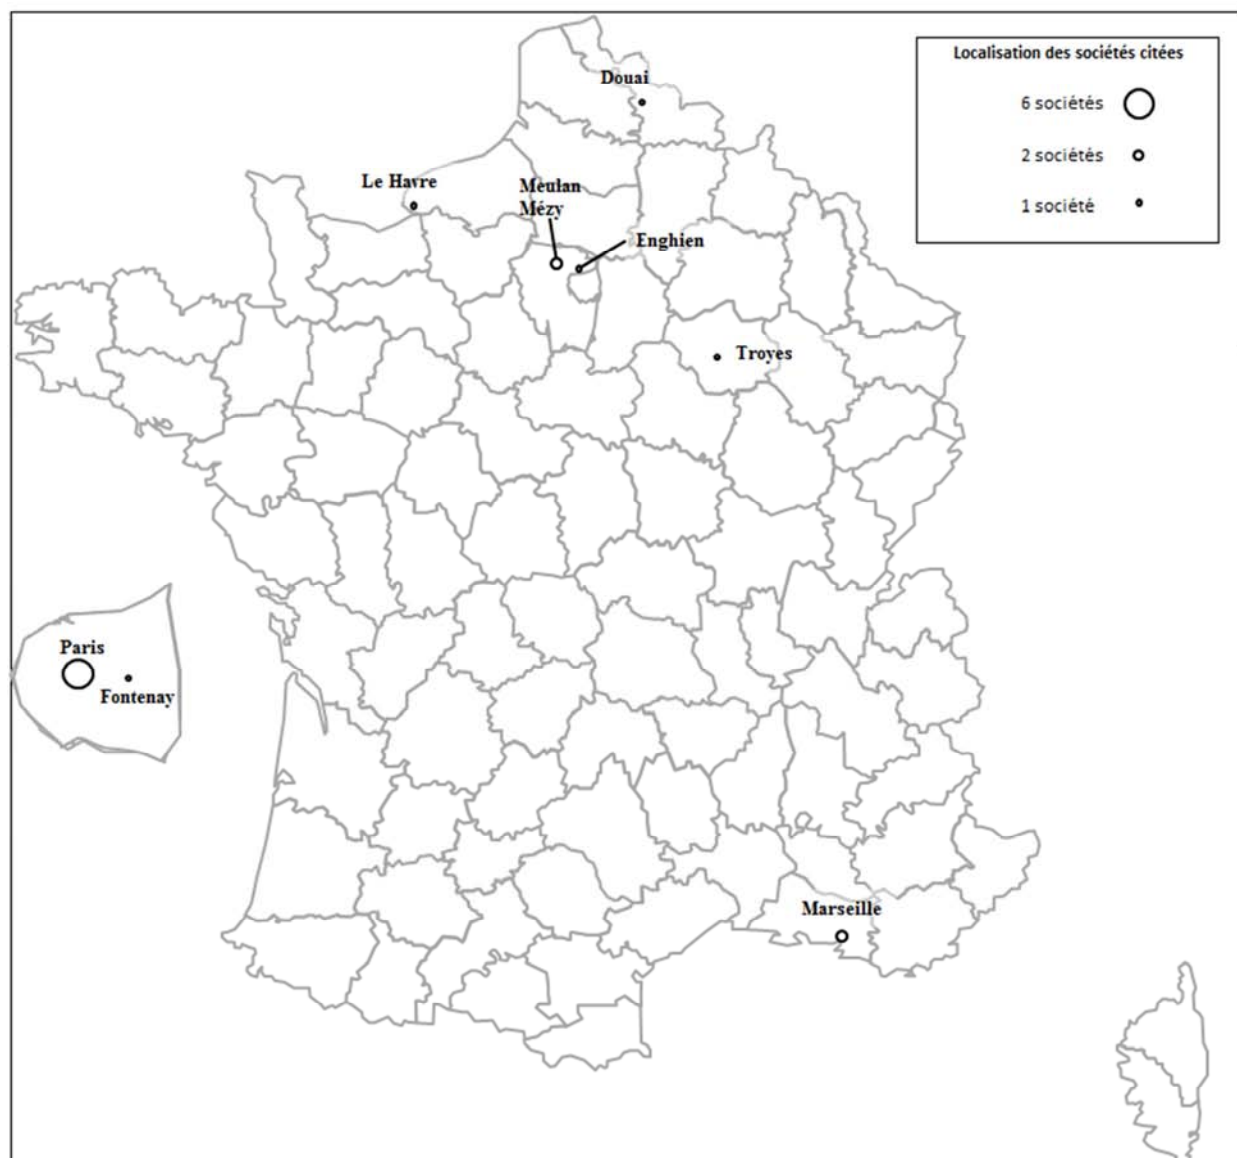 Localisation des sociétés citées
6 sociétés
2 sociétés
1 société
Douai
Le Havre
Meulan
Mézy
Enghien
Troyes
Paris
Fontenay
Marseille